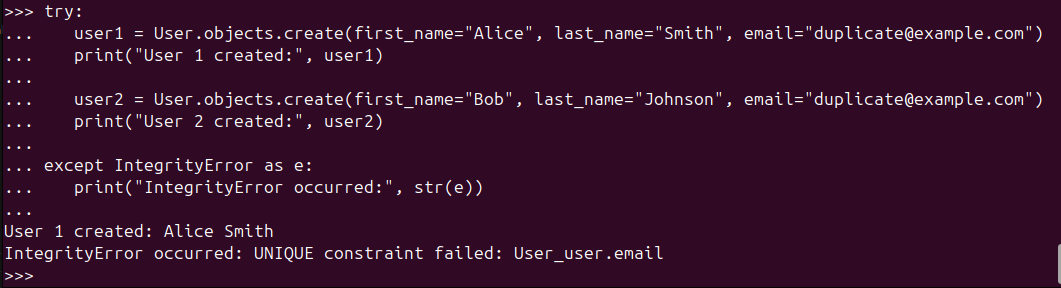 >>> try:
...    user1 = User.objects.create(first_name="Alice", last_name="Smith", email="duplicate@example.com")
...    print("User 1 created:", user1)
...
...    user2 = User.objects.create(first_name="Bob", last_name="Johnson", email="duplicate@example.com")
...    print("User 2 created:", user2)
...
... except IntegrityError as e:
...    print("IntegrityError occurred:", str(e))
...
User 1 created: Alice Smith
IntegrityError occurred: UNIQUE constraint failed: User_user.email
>>>